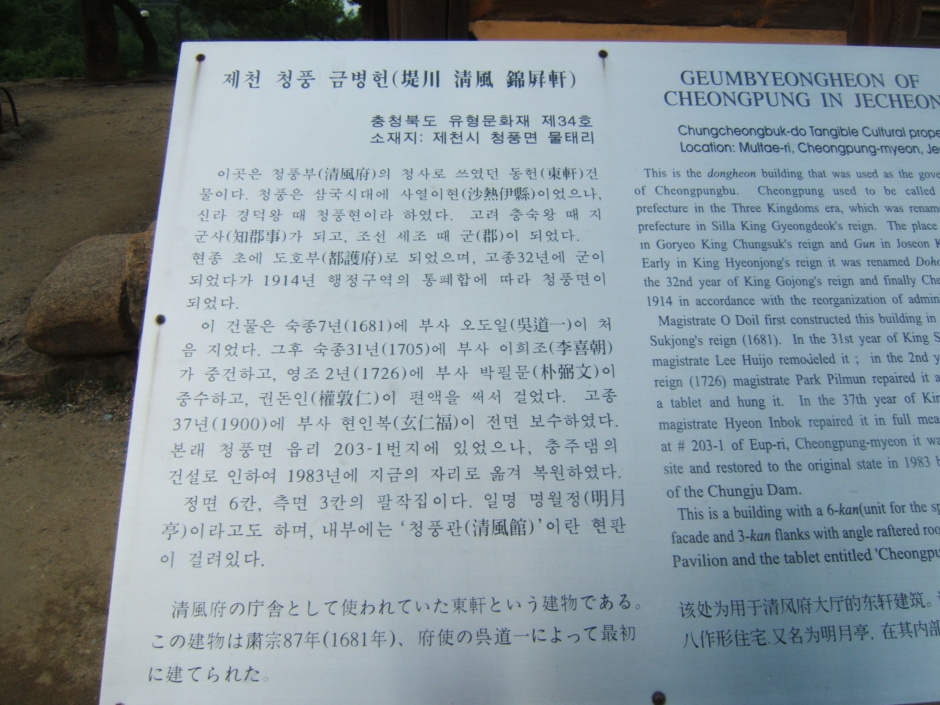 제천 청풍 금병헌(堤川 清風 錦屛軒)
충청북도 유형문화재 제34호
소재지: 제천시 청풍면 물태리
이곳은 청풍부(清風府)의 청사로 쓰였던 동헌(東軒)건
물이다. 청풍은 삼국시대에 사열이현(沙熱伊縣)이었으나,
신라 경덕왕 때 청풍현이라 하였다. 고려 충숙왕 때 지
군사(知郡事)가 되고, 조선 세조 때 군(郡)이 되었다.
현종 초에 도호부(都護府)로 되었으며, 고종32년에 군이
되었다가 1914년 행정구역의 통폐합에 따라 청풍면이
되었다.
이 건물은 숙종7년(1681)에 부사 오도일(吳道一)이 처
음 지었다. 그후 숙종31년(1705)에 부사 이희조(李喜朝)
가 중건하고, 영조 2년(1726)에 부사 박필문(朴弼文)이
중수하고, 권돈인(權敦仁)이 편액을 써서 걸었다. 고종
37년(1900)에 부사 현인복(玄仁福)이 전면 보수하였다.
본래 청풍면 읍리 203-1번지에 있었으나, 충주댐의
건설로 인하여 1983년에 지금의 자리로 옮겨 복원하였다.
정면 6칸, 측면 3칸의 팔작집이다. 일명 명월정(明月
亭)이라고도 하며, 내부에는 '청풍관(清風館)'이란 현판
이 걸려있다.
清風府の庁舎として使われていた東軒という建物である。
この建物は粛宗87年(1681年)、府使の呉道一によって最初
に建てられた。
GEUMBYEONGHEON OF
CHEONGPUNG IN JECHEON
Chungcheongbuk-do Tangible Cultural
Location: Multae-ri, Cheongpung-myeon,
This is the dongheon building that was used as the
of Cheongpungbu. Cheongpung used to be called
prefecture in the Three Kingdoms era, which was
prefecture in Silla King Gyeongdeok's reign. The place
in Goryeo King Chungsuk's reign and Gun in Joseon
Early in King Hyeonjong's reign it was renamed
the 32nd year of King Gojong's reign and finally
1914 in accordance with the reorganization of
Magistrate O Doil first constructed this building in
Sukjong's reign (1681). In the 31st year of King
magistrate Lee Huijo remodeled it ; in the 2nd
reign (1726) magistrate Park Pilmun repaired it
a tablet and hung it. In the 37th year of
magistrate Hyeon Inbok repaired it in full
at # 203-1 of Eup-ri, Cheongpung-myeon it
site and restored to the original state in 1983
of the Chungju Dam.
This is a building with a 6-kan(unit for the
facade and 3-kan flanks with angle raftered
Pavilion and the tablet entitled
该处为用于清风府大厅的东轩建筑。
八作形住宅,又名为明月亭, 在其内部